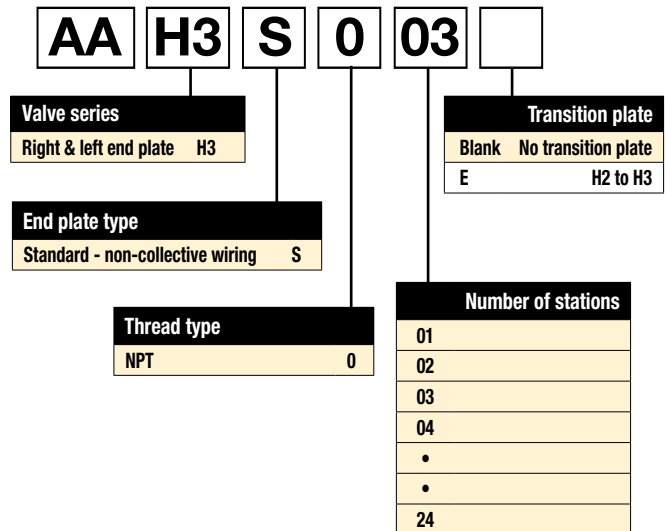 AA H3 S 0 03
Valve series
Right & left end plate H3
Transition plate
Blank No transition plate
E H2 to H3
End plate type
Standard - non-collective wiring S
Thread type
NPT 0
Number of stations
01
02
03
04
•
•
24